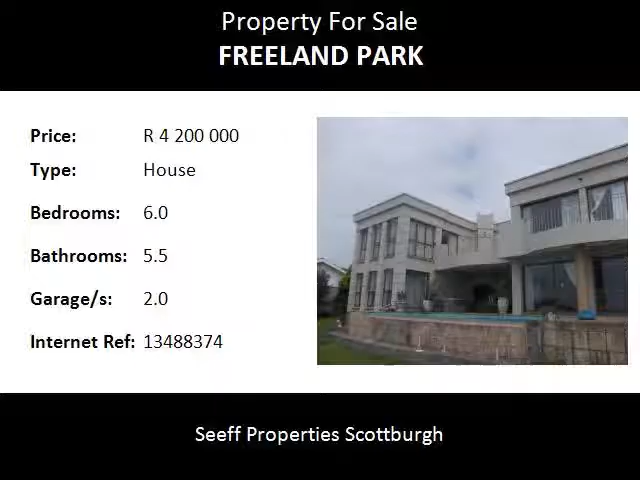 Property For Sale
FREELAND PARK
Price: R 4 200 000
Type: House
Bedrooms: 6.0
Bathrooms: 5.5
Garage/s: 2.0
Internet Ref: 13488374
Seeff Properties Scottburgh